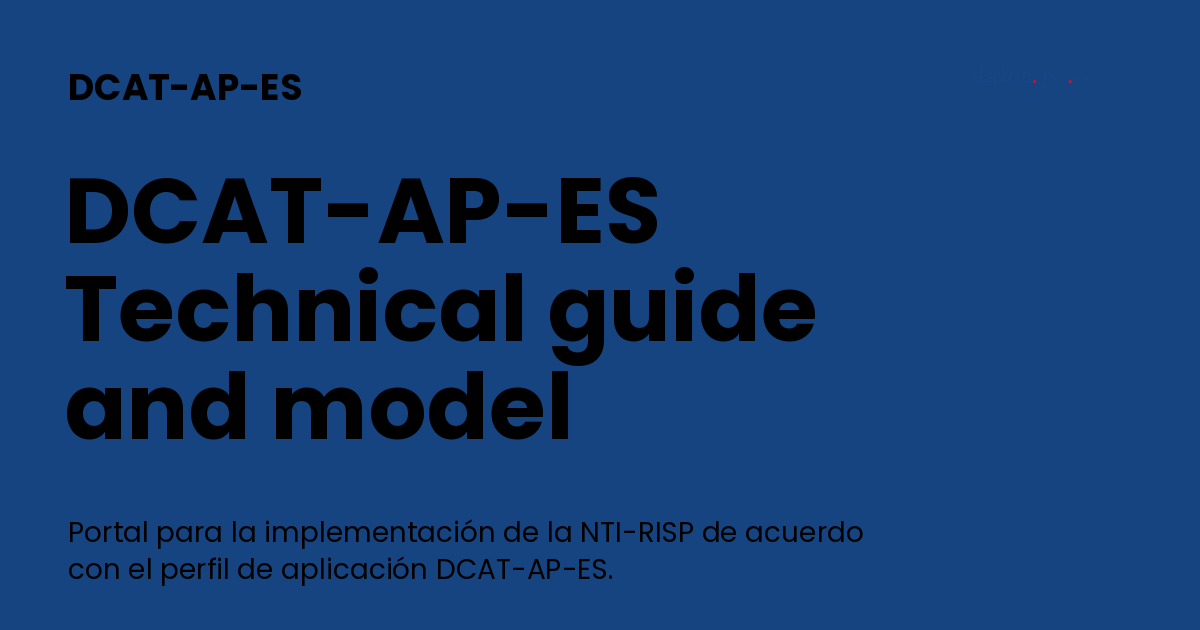 DCAT-AP-ES
DCAT-AP-ES
Technical guide
and model
Portal para la implementación de la NTI-RISP de acuerdo
con el perfil de aplicación DCAT-AP-ES.